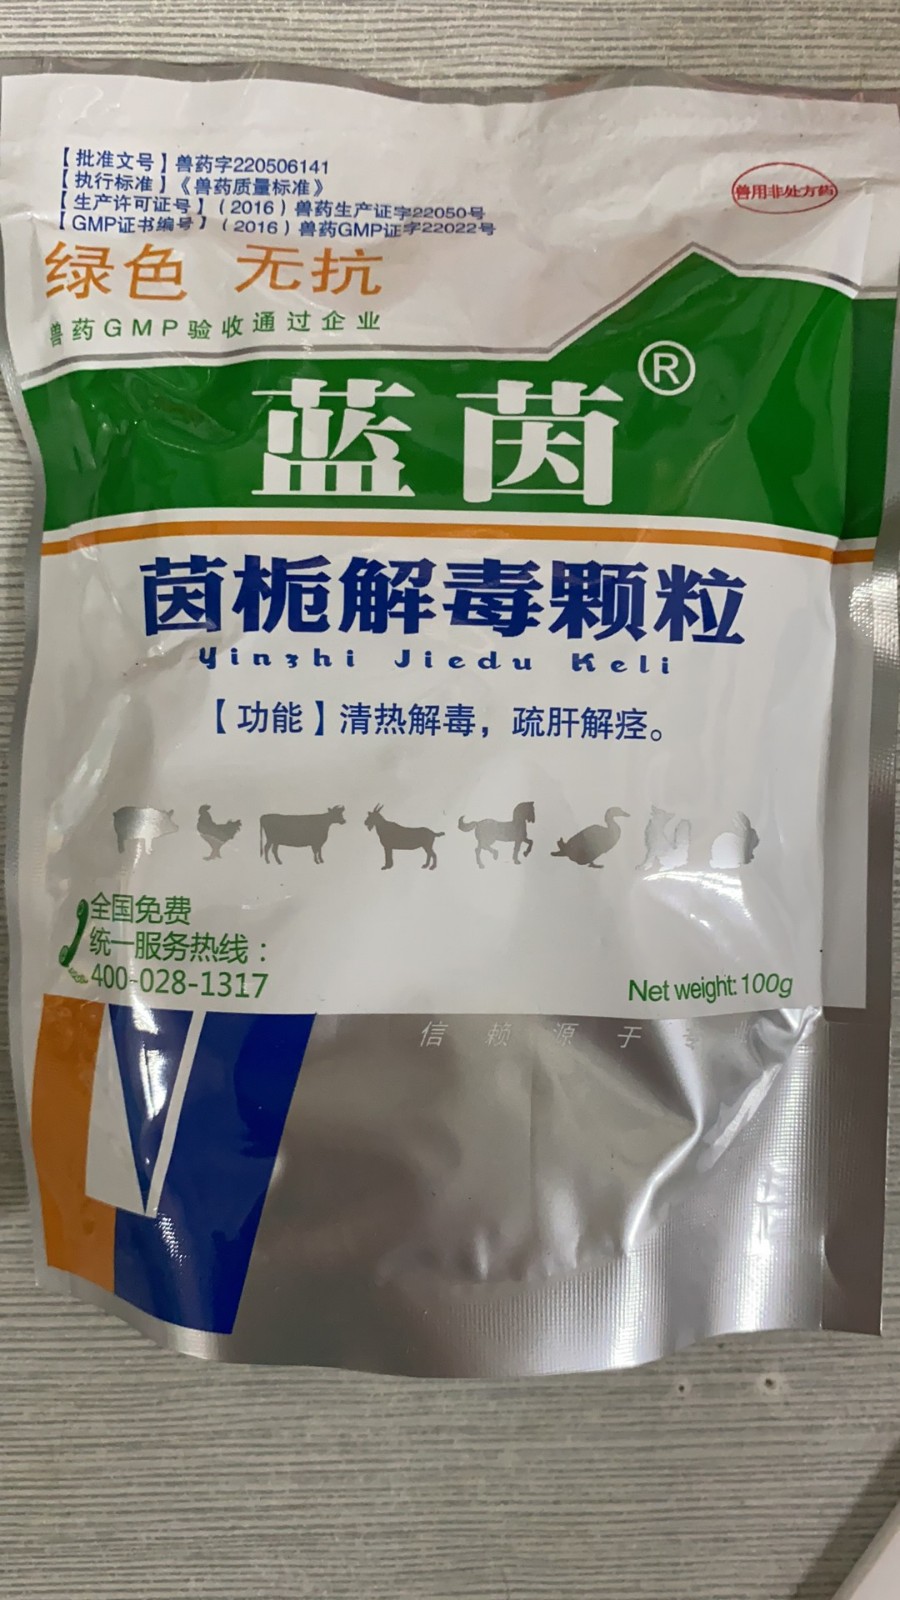 【批准文号】兽药字220506141
【执行标准】《兽药质量标准》
【生产许可证号】（2016）兽药生产证字22050号
【GMP证书编号】（2016）兽药GMP证字22022号
兽用非处方药
绿色 无抗
兽药GMP验收通过企业
蓝茵®
茵栀解毒颗粒
Yinzhi Jiedu Keli
【功能】清热解毒，疏肝解痉。
全国免费
统一服务热线：
400-028-1317
Net weight: 100g
信赖源于专业